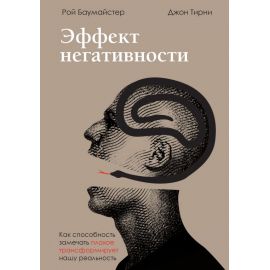 Рой Баумайстер Джон Тирни
Эффект
негативности
Как способность
замечать плохое
трансформирует
нашу реальность